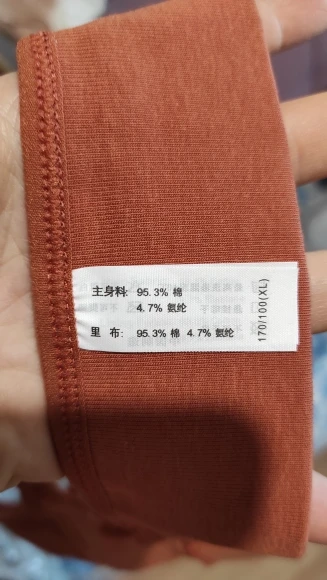 主身料: 95.3% 棉
4.7% 氨纶
里 布: 95.3% 棉 4.7% 氨纶
170/100(XL)